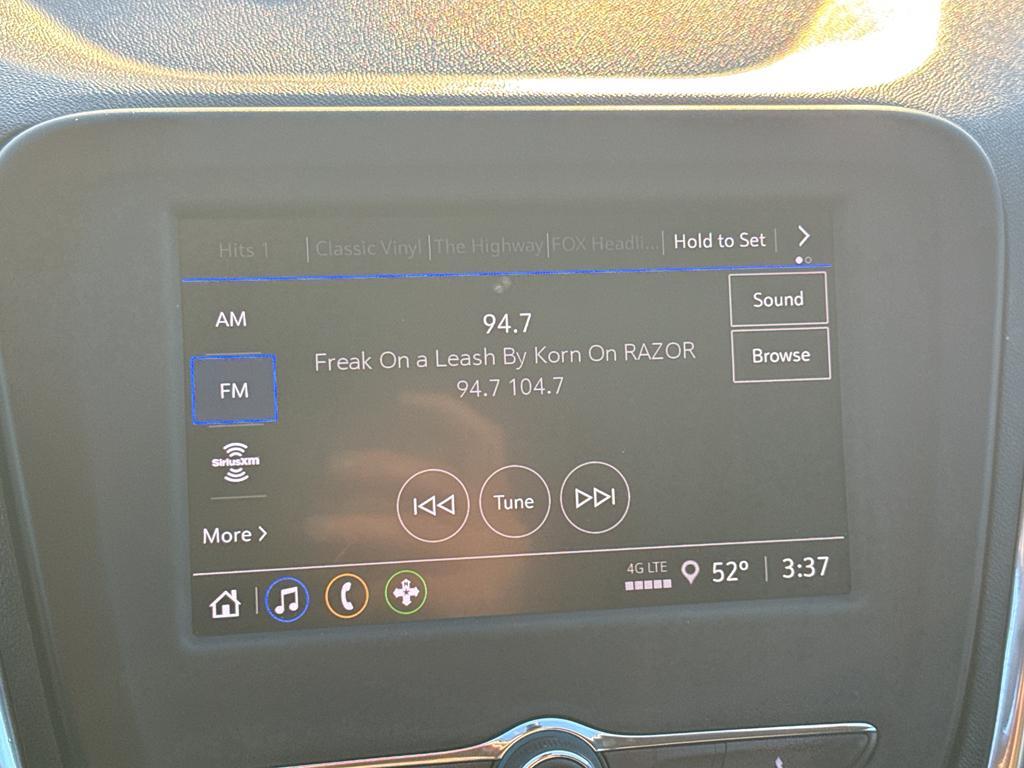 Hits 1 Classic Vinyl The Highway FOX Headli... Hold to Set >
AM
94.7
Sound
Freak On a Leash By Korn On RAZOR
94.7 104.7
Browse
FM
SiriusXM
Tune
More >
4G LTE
52° 3:37